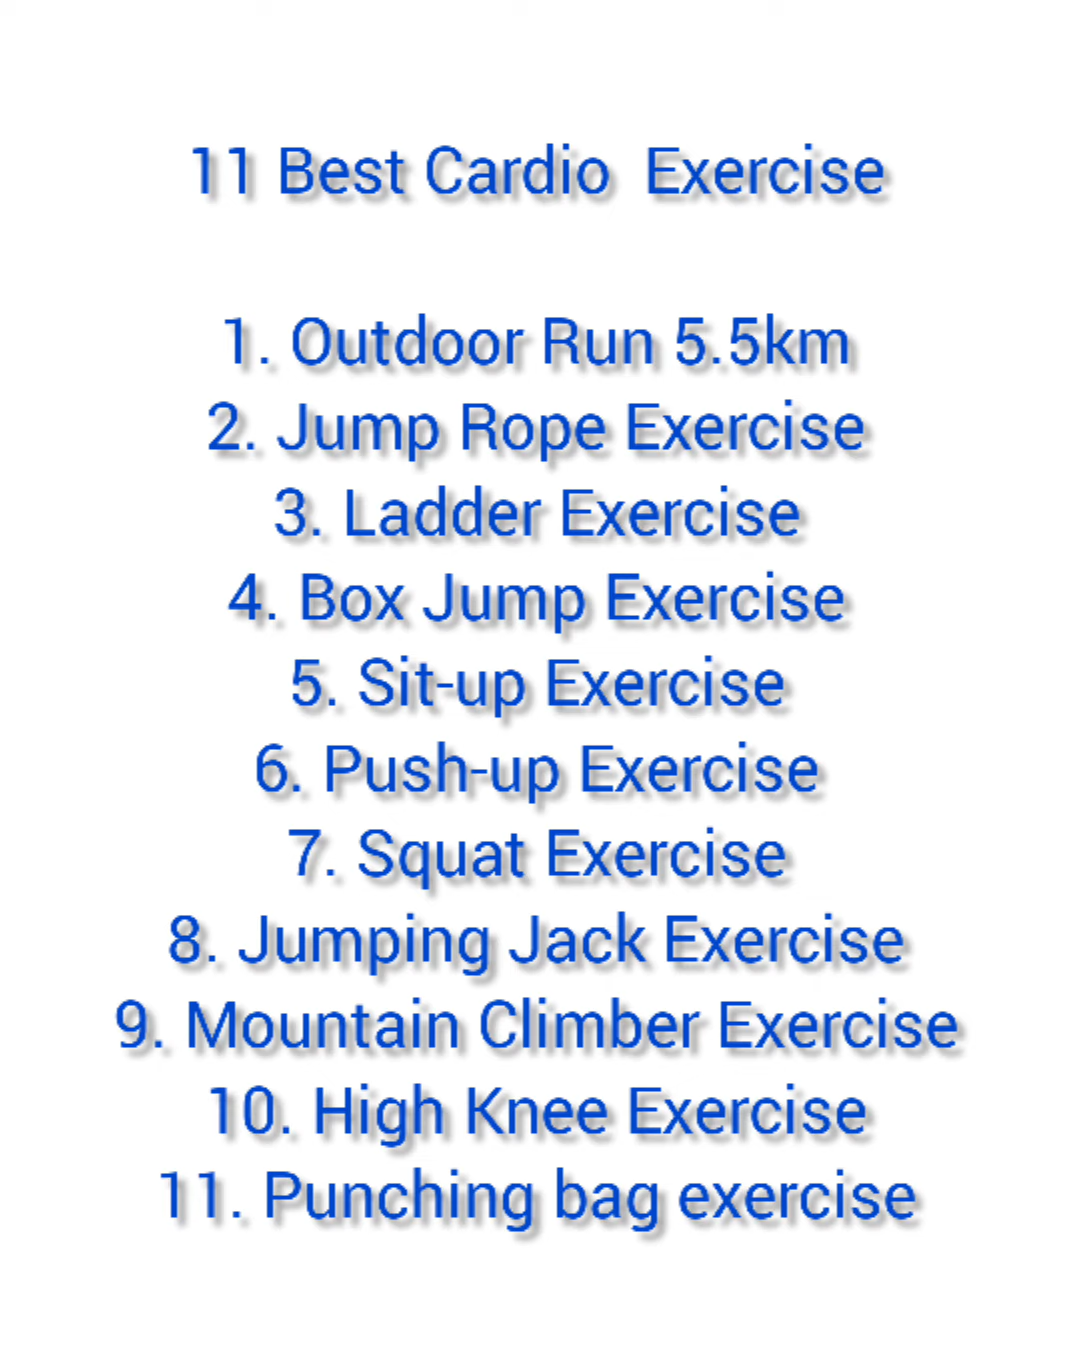 11 Best Cardio  Exercise
1. Outdoor Run 5.5km
2. Jump Rope Exercise
3. Ladder Exercise
4. Box Jump Exercise
5. Sit-up Exercise
6. Push-up Exercise
7. Squat Exercise
8. Jumping Jack Exercise
9. Mountain Climber Exercise
10. High Knee Exercise
11. Punching bag exercise